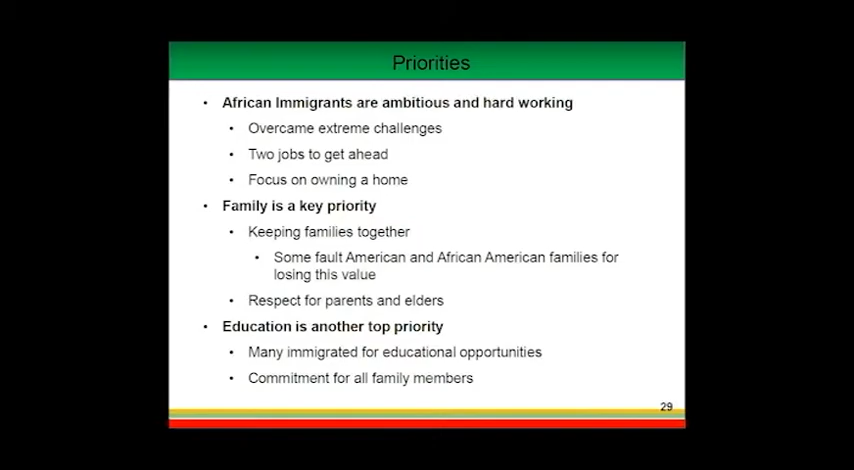 Priorities
• African Immigrants are ambitious and hard working
• Overcame extreme challenges
• Two jobs to get ahead
• Focus on owning a home
• Family is a key priority
• Keeping families together
• Some fault American and African American families for
losing this value
• Respect for parents and elders
• Education is another top priority
• Many immigrated for educational opportunities
• Commitment for all family members
29